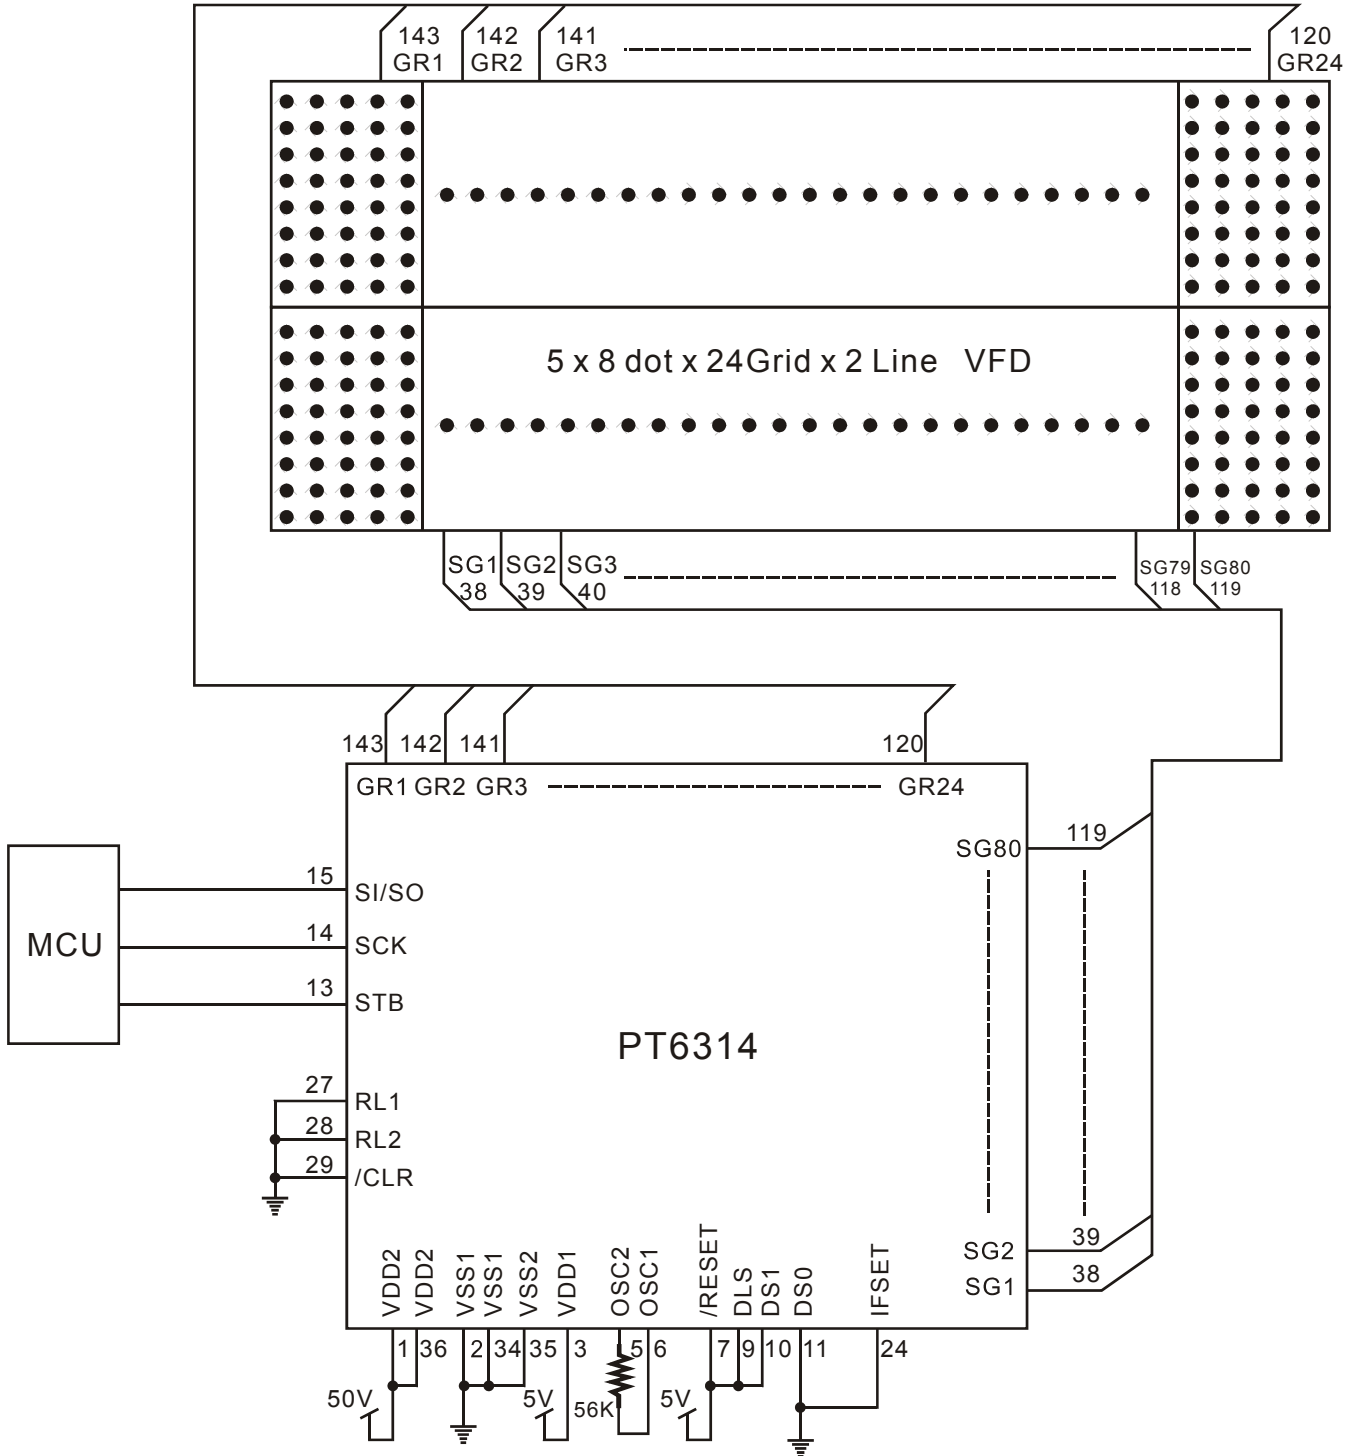 143 142 141 120
GR1 GR2 GR3 GR24
5 x 8 dot x 24Grid x 2 Line VFD
SG1 SG2 SG3 SG79 SG80
38 39 40 118 119
143 142 141 120
GR1 GR2 GR3 GR24
119
SG80
15
SI/SO
MCU
14
SCK
13
STB
PT6314
27
RL1
28
RL2
29
/CLR
39
SG2
38
SG1
VDD2 VDD2 VSS1 VSS1 VSS2 VDD1 OSC2 OSC1 /RESET DLS DS1 DS0 IFSET
1 36 2 34 35 3 5 6 7 9 10 11 24
50V 5V 56K 5V